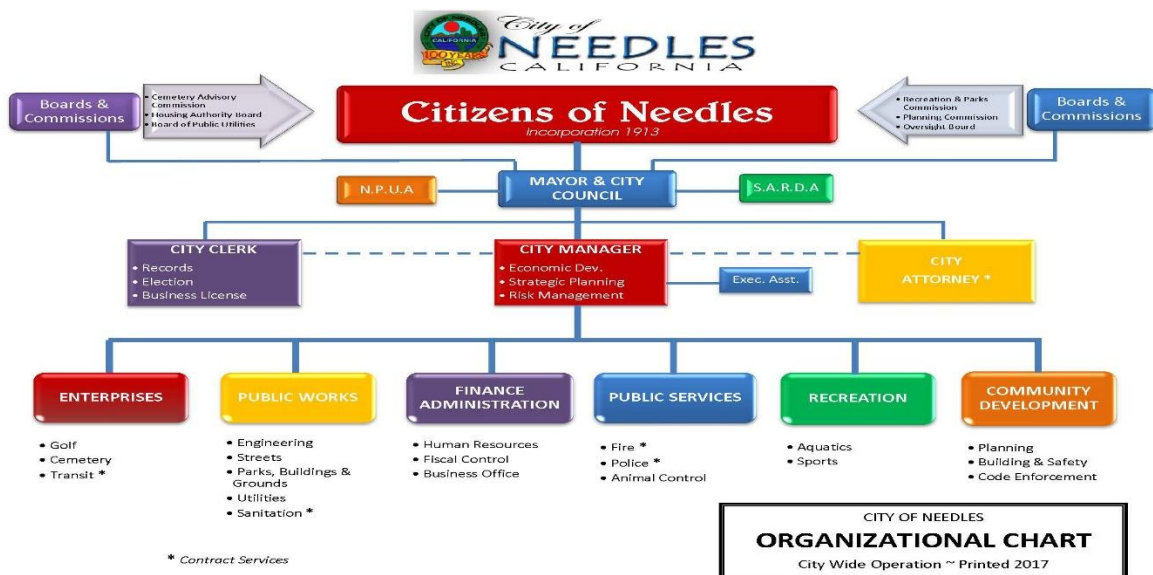 CITY OF NEEDLES
CALIFORNIA
100 YEARS
City of
NEEDLES
CALIFORNIA
Boards &
Commissions
• Cemetery Advisory
Commission
• Housing Authority Board
• Board of Public Utilities
Citizens of Needles
Incorporation 1913
• Recreation & Parks
Commission
• Planning Commission
• Oversight Board
Boards &
Commissions
N.P.U.A
MAYOR & CITY
COUNCIL
S.A.R.D.A
CITY CLERK
• Records
• Election
• Business License
CITY MANAGER
• Economic Dev.
• Strategic Planning
• Risk Management
Exec. Asst.
CITY
ATTORNEY *
ENTERPRISES
• Golf
• Cemetery
• Transit *
PUBLIC WORKS
• Engineering
• Streets
• Parks, Buildings &
Grounds
• Utilities
• Sanitation *
FINANCE
ADMINISTRATION
• Human Resources
• Fiscal Control
• Business Office
PUBLIC SERVICES
• Fire *
• Police *
• Animal Control
RECREATION
• Aquatics
• Sports
COMMUNITY
DEVELOPMENT
• Planning
• Building & Safety
• Code Enforcement
* Contract Services
CITY OF NEEDLES
ORGANIZATIONAL CHART
City Wide Operation ~ Printed 2017